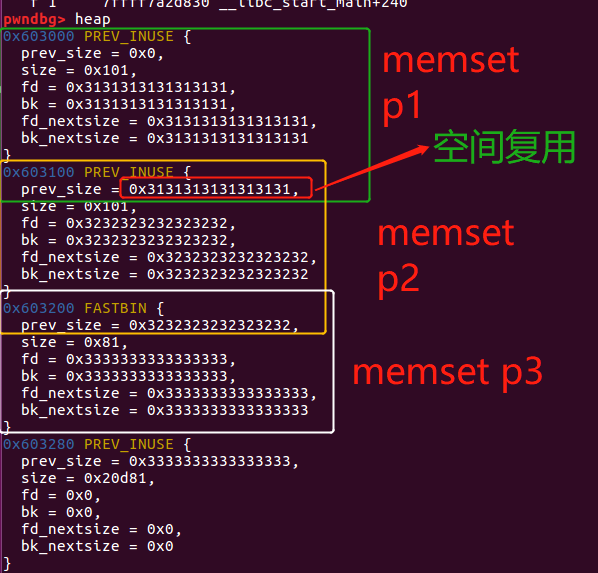 f 1     7ffff7a2d830 __libc_start_main+240
pwndbg> heap
0x603000 PREV_INUSE {
  prev_size = 0x0,
  size = 0x101,
  fd = 0x3131313131313131,
  bk = 0x3131313131313131,
  fd_nextsize = 0x3131313131313131,
  bk_nextsize = 0x3131313131313131
}
memset
p1
空间复用
0x603100 PREV_INUSE {
  prev_size = 0x3131313131313131,
  size = 0x101,
  fd = 0x3232323232323232,
  bk = 0x3232323232323232,
  fd_nextsize = 0x3232323232323232,
  bk_nextsize = 0x3232323232323232
}
memset
p2
0x603200 FASTBIN {
  prev_size = 0x3232323232323232,
  size = 0x81,
  fd = 0x3333333333333333,
  bk = 0x3333333333333333,
  fd_nextsize = 0x3333333333333333,
  bk_nextsize = 0x3333333333333333
}
memset p3
0x603280 PREV_INUSE {
  prev_size = 0x3333333333333333,
  size = 0x20d81,
  fd = 0x0,
  bk = 0x0,
  fd_nextsize = 0x0,
  bk_nextsize = 0x0
}